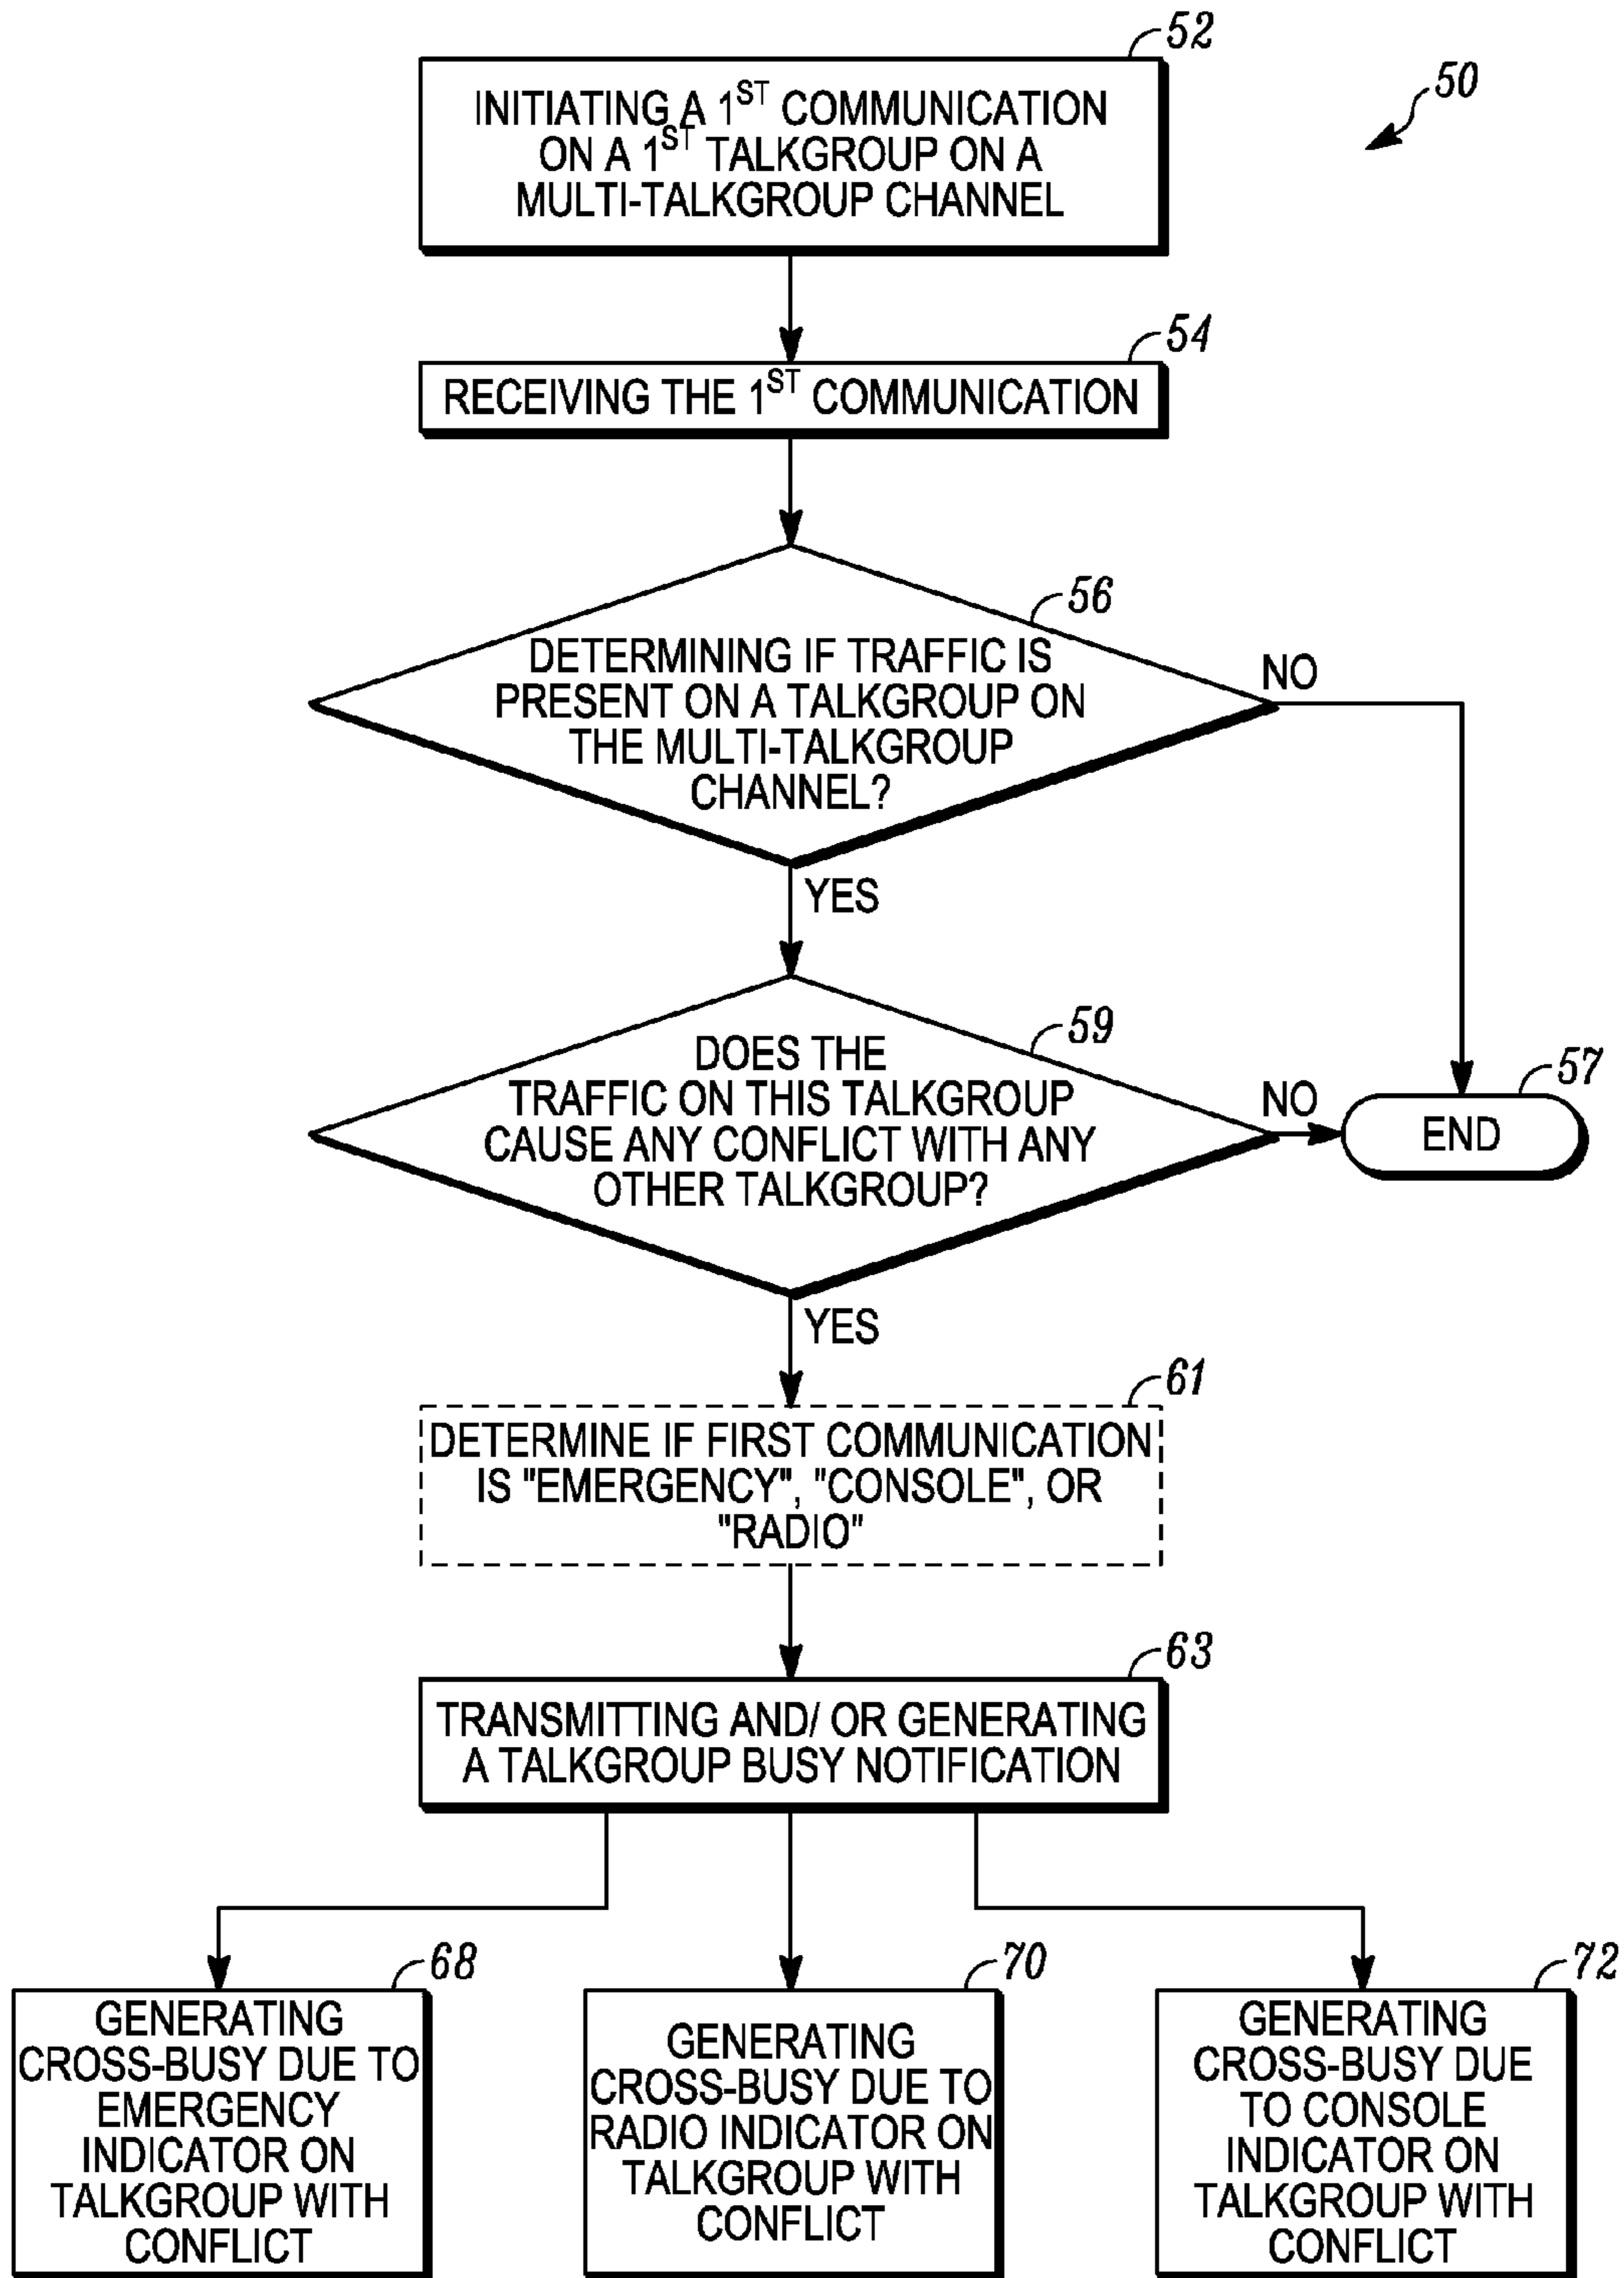 52
50
INITIATING A 1ST COMMUNICATION
ON A 1ST TALKGROUP ON A
MULTI-TALKGROUP CHANNEL
54
RECEIVING THE 1ST COMMUNICATION
56
DETERMINING IF TRAFFIC IS
PRESENT ON A TALKGROUP ON
THE MULTI-TALKGROUP
CHANNEL?
NO
YES
59
DOES THE
TRAFFIC ON THIS TALKGROUP
CAUSE ANY CONFLICT WITH ANY
OTHER TALKGROUP?
NO
57
END
YES
61
DETERMINE IF FIRST COMMUNICATION
IS "EMERGENCY", "CONSOLE", OR
"RADIO"
63
TRANSMITTING AND/ OR GENERATING
A TALKGROUP BUSY NOTIFICATION
68
GENERATING
CROSS-BUSY DUE TO
EMERGENCY
INDICATOR ON
TALKGROUP WITH
CONFLICT
70
GENERATING
CROSS-BUSY DUE TO
RADIO INDICATOR ON
TALKGROUP WITH
CONFLICT
72
GENERATING
CROSS-BUSY DUE
TO CONSOLE
INDICATOR ON
TALKGROUP WITH
CONFLICT